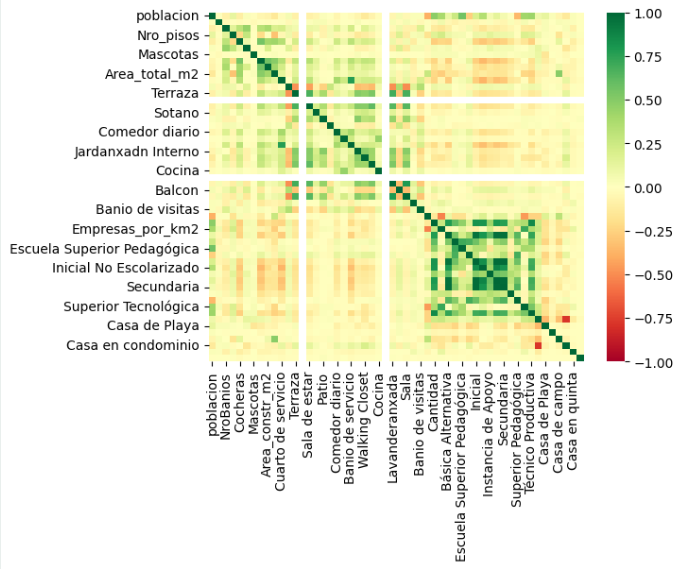 poblacion
Nro_pisos
Mascotas
Area_total_m2
Terraza
Sotano
Comedor diario
Jardanxadn Interno
Cocina
Balcon
Banio de visitas
Empresas_por_km2
Escuela Superior Pedagógica
Inicial No Escolarizado
Secundaria
Superior Tecnológica
Casa de Playa
Casa en condominio
1.00
0.75
0.50
0.25
0.00
−0.25
−0.50
−0.75
−1.00
poblacion
NroBanios
Cocheras
Mascotas
Area_constr_m2
Cuarto de servicio
Terraza
Sala de estar
Patio
Comedor diario
Banio de servicio
Walking Closet
Cocina
Lavanderanxada
Sala
Banio de visitas
Cantidad
Básica Alternativa
Escuela Superior Pedagógica
Inicial
Instancia de Apoyo
Secundaria
Superior Pedagógica
Técnico Productiva
Casa de Playa
Casa de campo
Casa en quinta